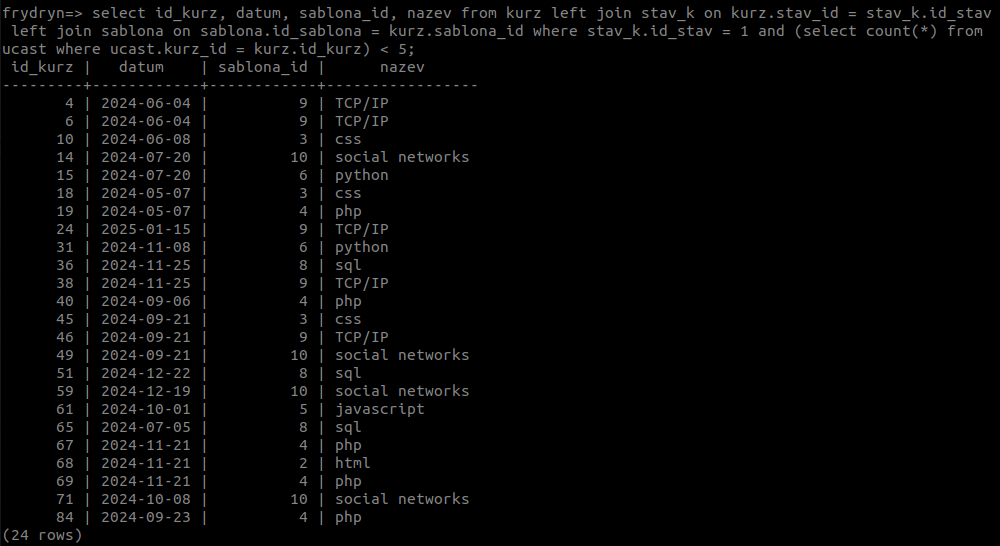 frydryn=> select id_kurz, datum, sablona_id, nazev from kurz left join stav_k on kurz.stav_id = stav_k.id_stav
 left join sablona on sablona.id_sablona = kurz.sablona_id where stav_k.id_stav = 1 and (select count(*) from
ucast where ucast.kurz_id = kurz.id_kurz) < 5;
 id_kurz |   datum    | sablona_id |      nazev
---------+------------+------------+-----------------
       4 | 2024-06-04 |          9 | TCP/IP
       6 | 2024-06-04 |          9 | TCP/IP
      10 | 2024-06-08 |          3 | css
      14 | 2024-07-20 |         10 | social networks
      15 | 2024-07-20 |          6 | python
      18 | 2024-05-07 |          3 | css
      19 | 2024-05-07 |          4 | php
      24 | 2025-01-15 |          9 | TCP/IP
      31 | 2024-11-08 |          6 | python
      36 | 2024-11-25 |          8 | sql
      38 | 2024-11-25 |          9 | TCP/IP
      40 | 2024-09-06 |          4 | php
      45 | 2024-09-21 |          3 | css
      46 | 2024-09-21 |          9 | TCP/IP
      49 | 2024-09-21 |         10 | social networks
      51 | 2024-12-22 |          8 | sql
      59 | 2024-12-19 |         10 | social networks
      61 | 2024-10-01 |          5 | javascript
      65 | 2024-07-05 |          8 | sql
      67 | 2024-11-21 |          4 | php
      68 | 2024-11-21 |          2 | html
      69 | 2024-11-21 |          4 | php
      71 | 2024-10-08 |         10 | social networks
      84 | 2024-09-23 |          4 | php
(24 rows)